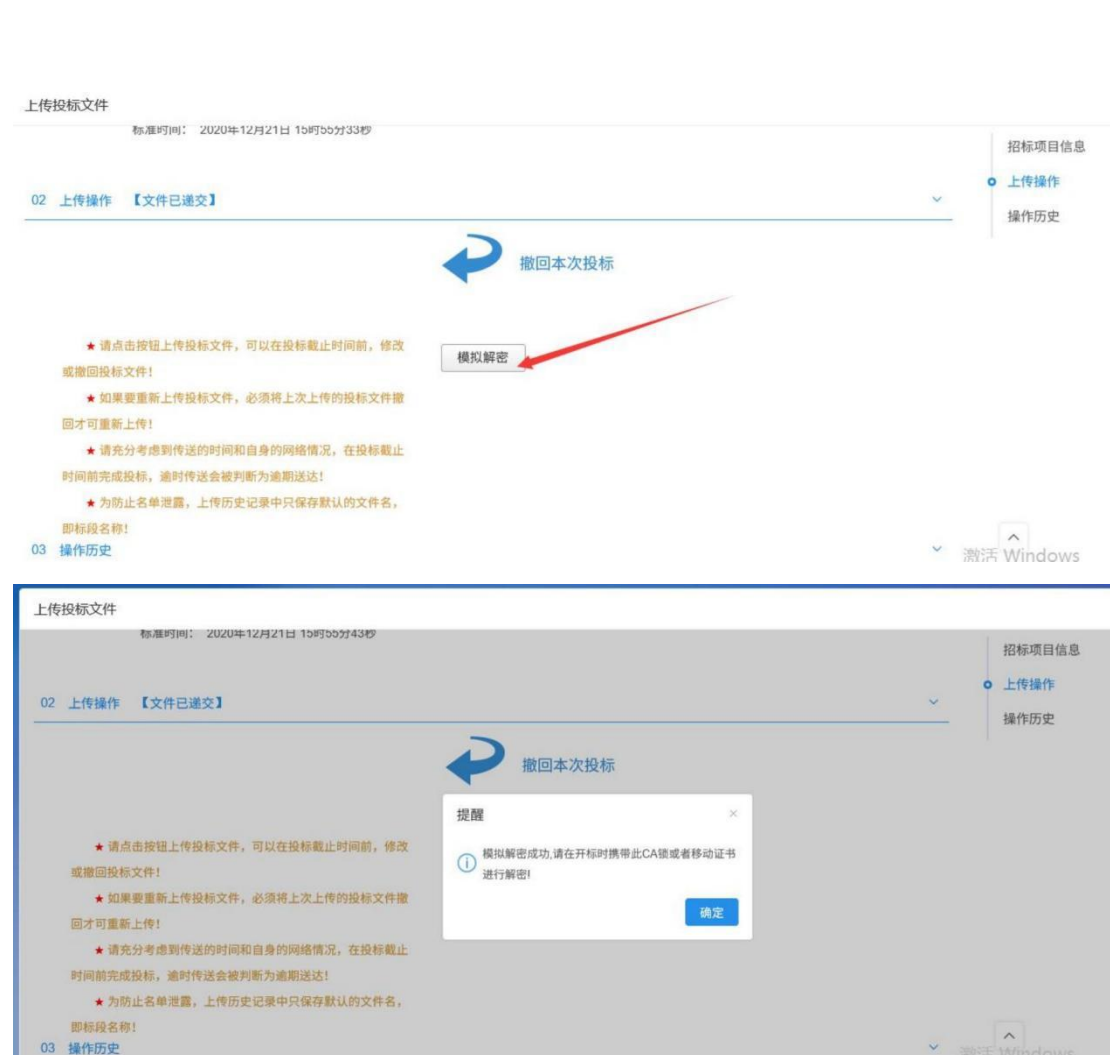 上传投标文件
标准时间： 2020年12月21日 15时55分33秒
招标项目信息
02 上传操作 【文件已递交】
上传操作
操作历史
撤回本次投标
★ 请点击按钮上传投标文件，可以在投标截止时间前，修改
或撤回投标文件！
模拟解密
★ 如果要重新上传投标文件，必须将上次上传的投标文件撤
回才可重新上传！
★ 请充分考虑到传送的时间和自身的网络情况，在投标截止
时间前完成投标，逾时传送会被判断为逾期送达！
★ 为防止名单泄露，上传历史记录中只保存默认的文件名，
即标段名称！
03 操作历史
激活 Windows
上传投标文件
标准时间： 2020年12月21日 15时55分43秒
招标项目信息
02 上传操作 【文件已递交】
上传操作
操作历史
撤回本次投标
提醒
模拟解密成功,请在开标时携带此CA锁或者移动证书
进行解密!
确定
★ 请点击按钮上传投标文件，可以在投标截止时间前，修改
或撤回投标文件！
★ 如果要重新上传投标文件，必须将上次上传的投标文件撤
回才可重新上传！
★ 请充分考虑到传送的时间和自身的网络情况，在投标截止
时间前完成投标，逾时传送会被判断为逾期送达！
★ 为防止名单泄露，上传历史记录中只保存默认的文件名，
即标段名称！
03 操作历史
激活 Windows